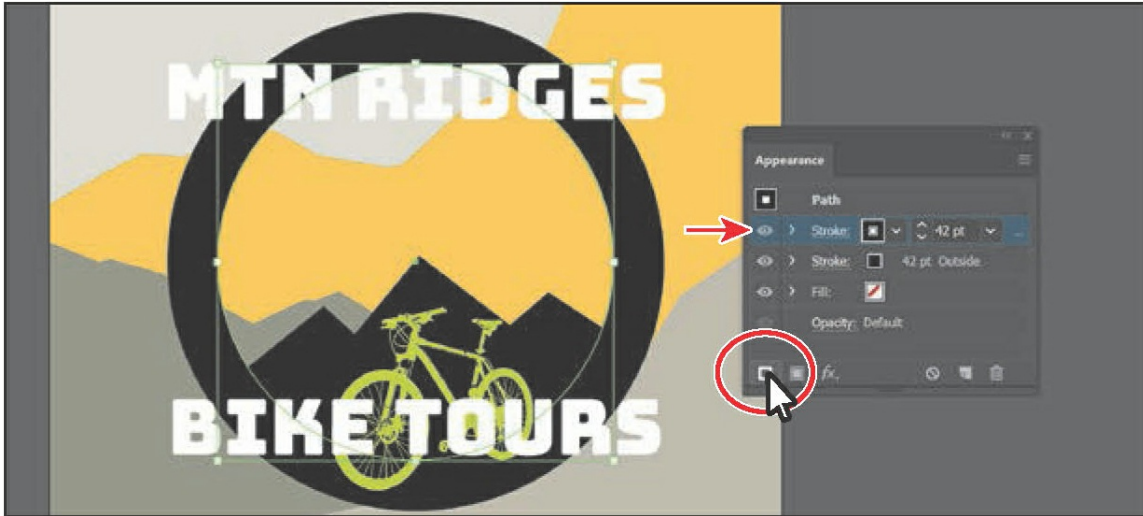 MTN RIDGES
BIKE TOURS
Appearance
Path
Stroke: 42 pt
Stroke: 42 pt Outside
Fill:
Opacity: Default
fx.